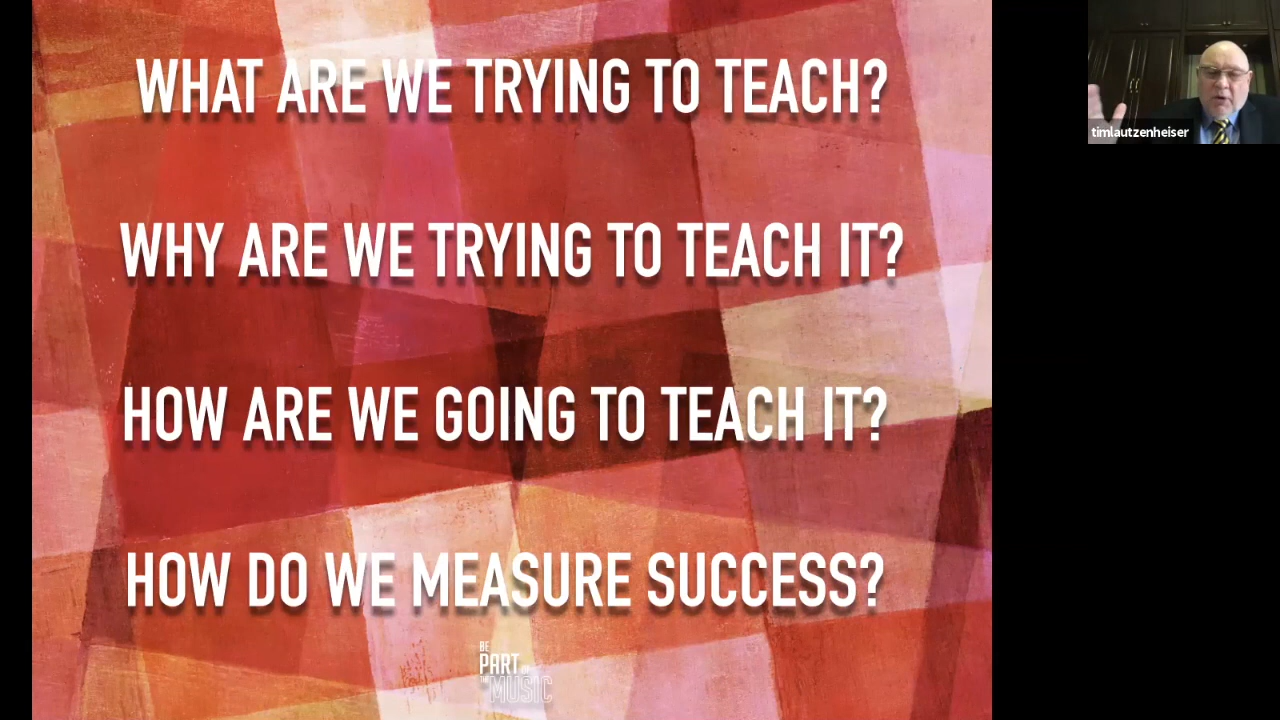 WHAT ARE WE TRYING TO TEACH?
timlautzenheiser
WHY ARE WE TRYING TO TEACH IT?
HOW ARE WE GOING TO TEACH IT?
HOW DO WE MEASURE SUCCESS?
BE
PART OF
THE MUSIC